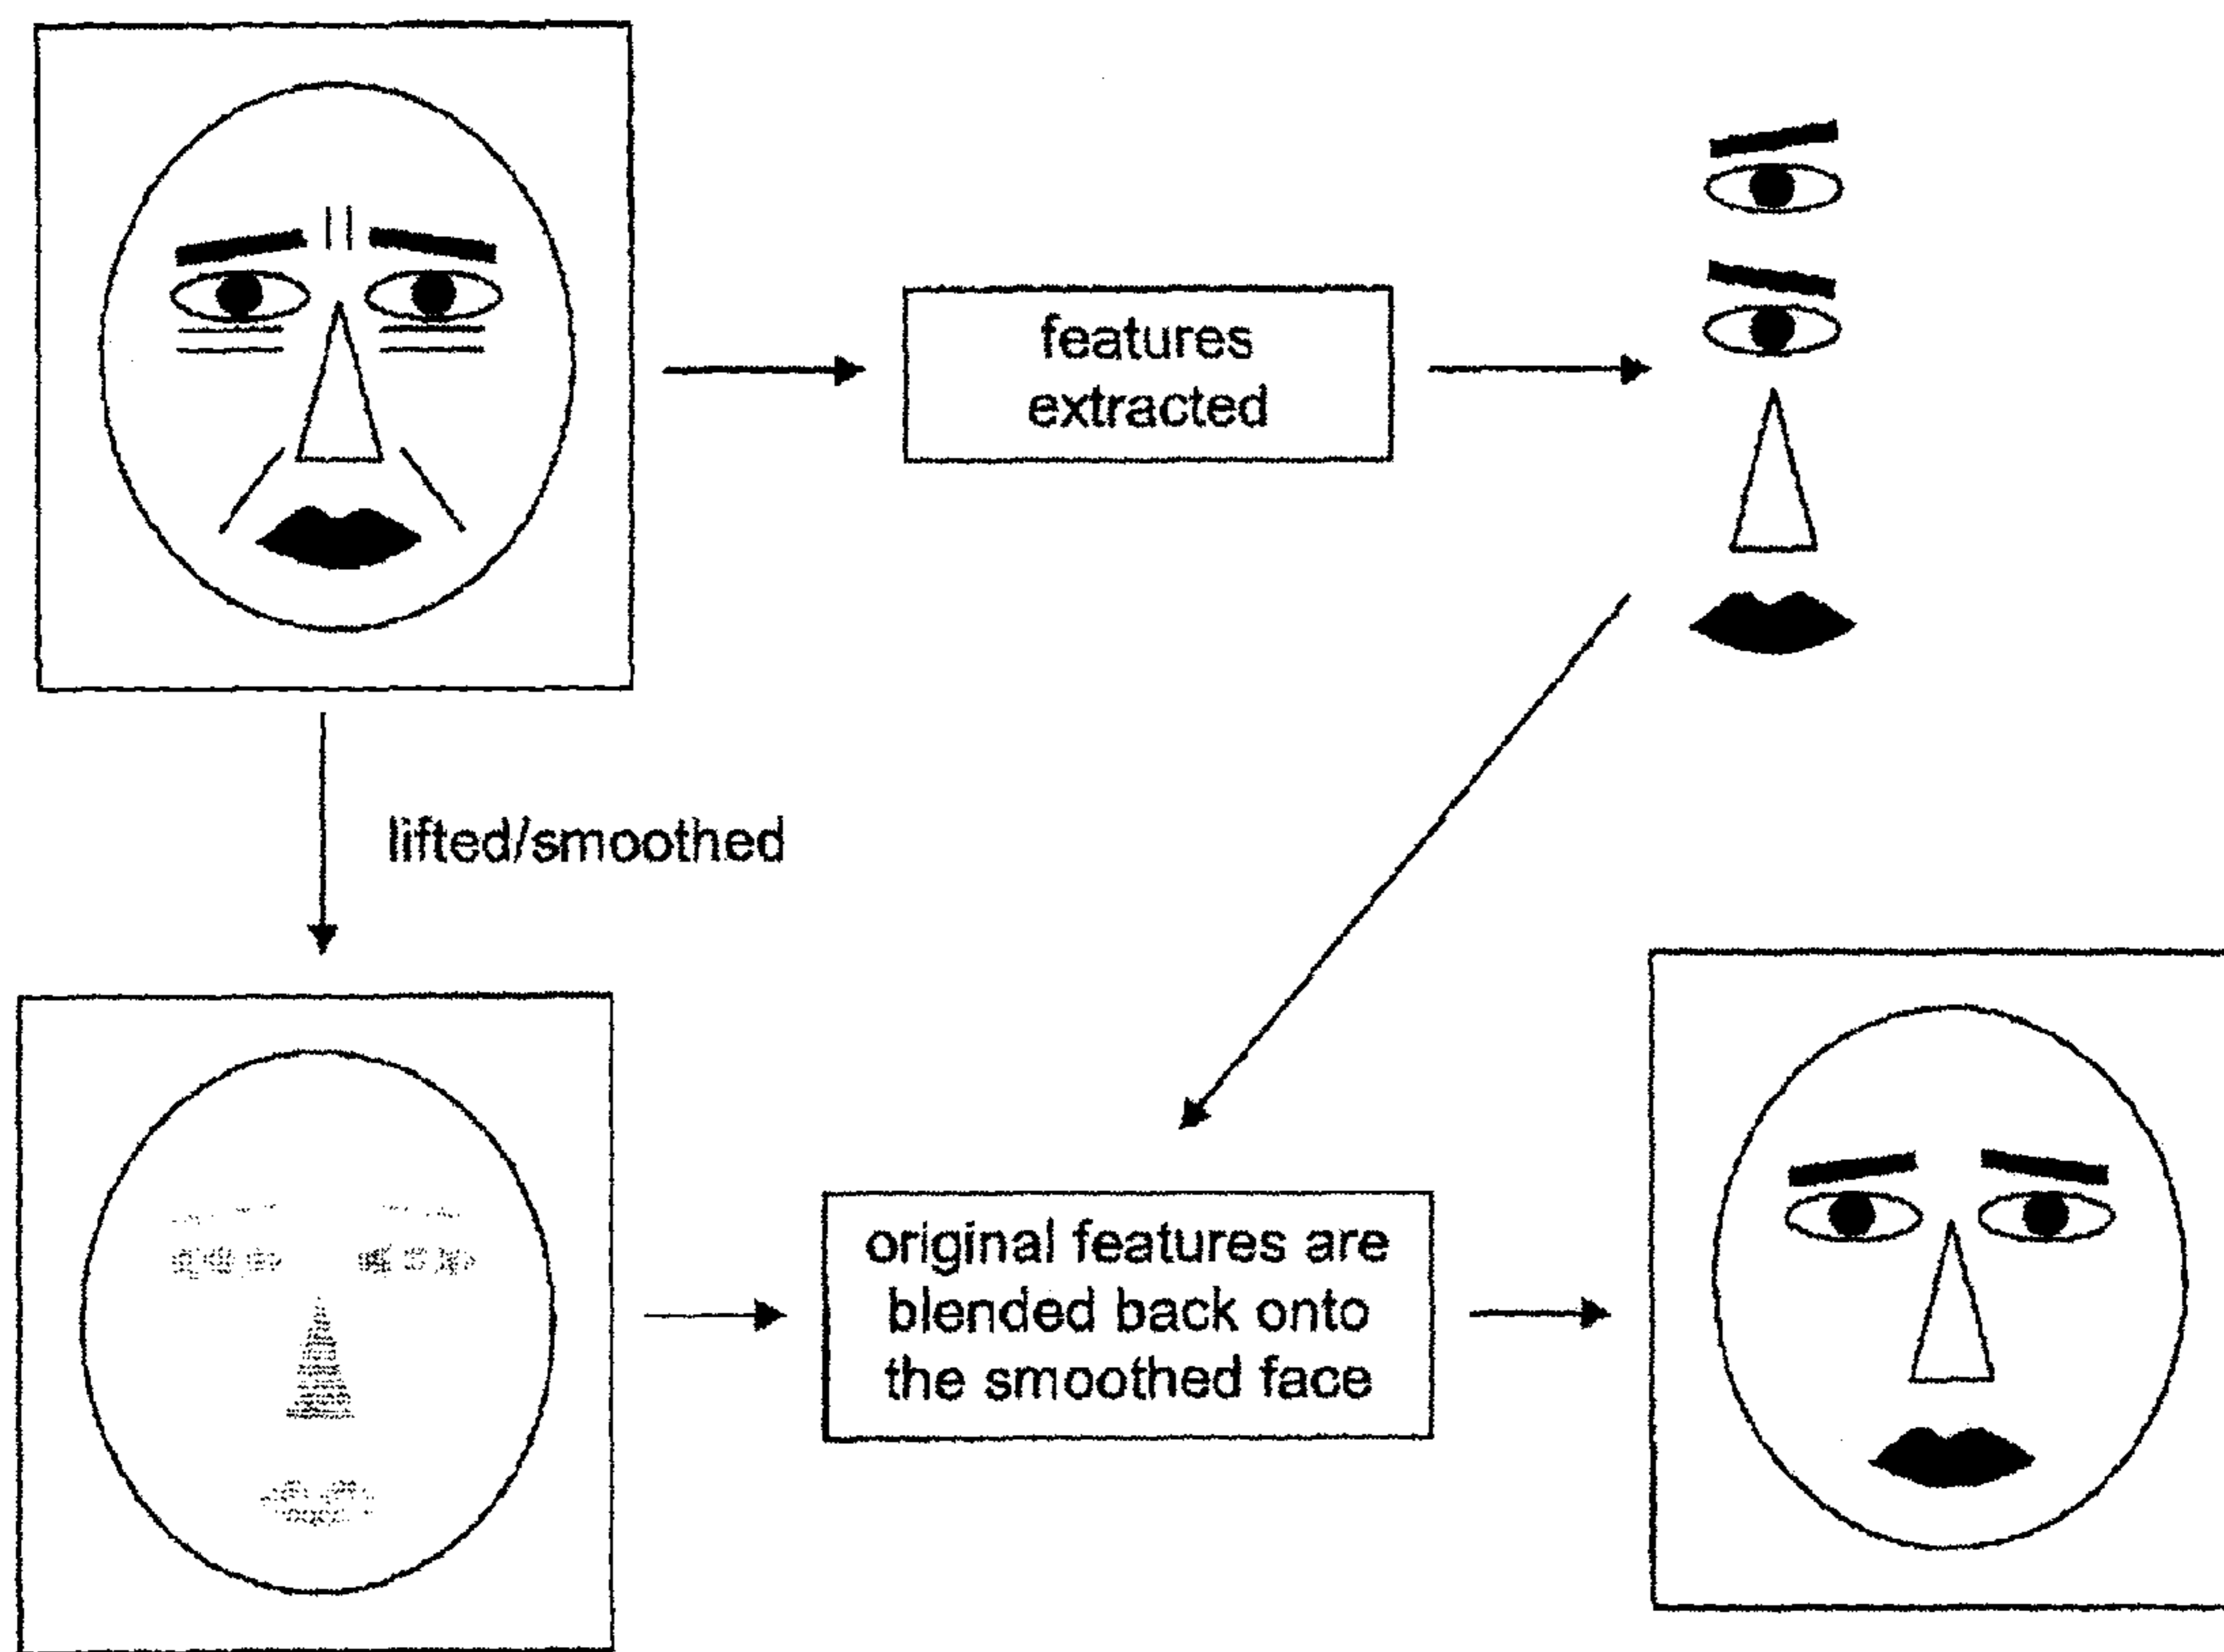 features
extracted
lifted/smoothed
original features are
blended back onto
the smoothed face